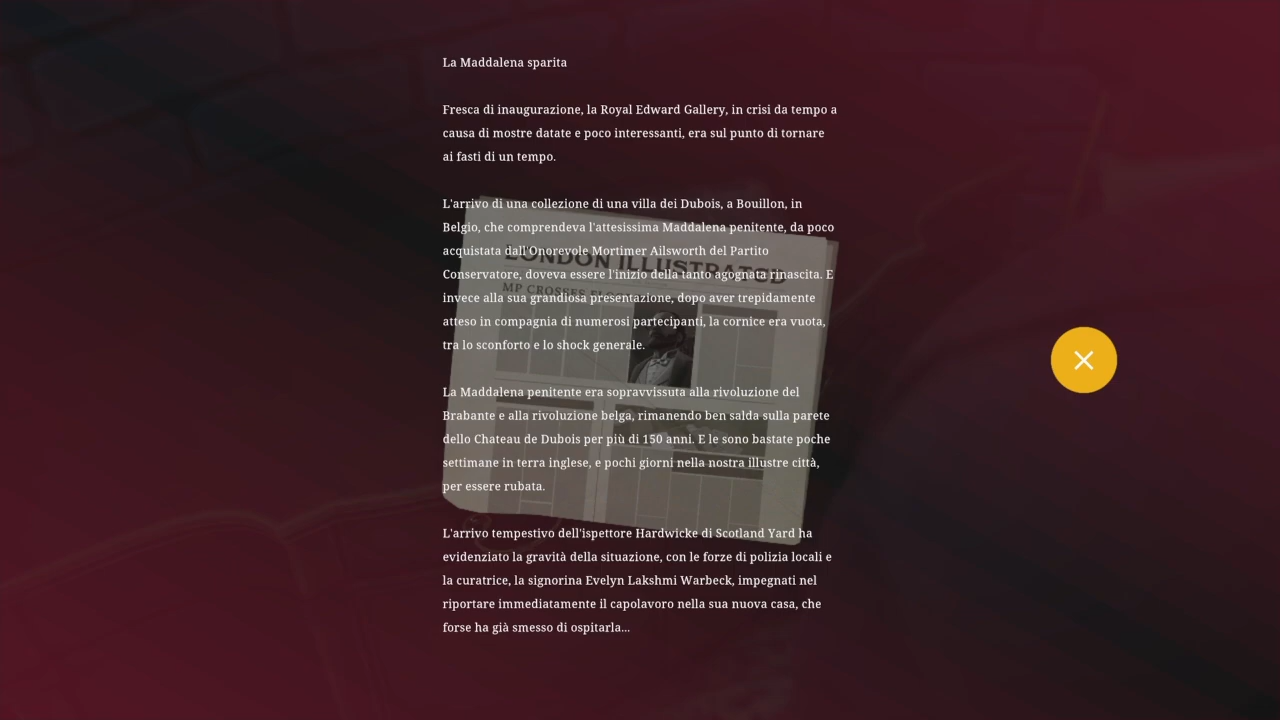 La Maddalena sparita
Fresca di inaugurazione, la Royal Edward Gallery, in crisi da tempo a
causa di mostre datate e poco interessanti, era sul punto di tornare
ai fasti di un tempo.
L'arrivo di una collezione di una villa dei Dubois, a Bouillon, in
Belgio, che comprendeva l'attesissima Maddalena penitente, da poco
acquistata dall'Onorevole Mortimer Ailsworth del Partito
Conservatore, doveva essere l'inizio della tanto agognata rinascita. E
invece alla sua grandiosa presentazione, dopo aver trepidamente
atteso in compagnia di numerosi partecipanti, la cornice era vuota,
tra lo sconforto e lo shock generale.
La Maddalena penitente era sopravvissuta alla rivoluzione del
Brabante e alla rivoluzione belga, rimanendo ben salda sulla parete
dello Chateau de Dubois per più di 150 anni. E le sono bastate poche
settimane in terra inglese, e pochi giorni nella nostra illustre città,
per essere rubata.
L'arrivo tempestivo dell'ispettore Hardwicke di Scotland Yard ha
evidenziato la gravità della situazione, con le forze di polizia locali e
la curatrice, la signorina Evelyn Lakshmi Warbeck, impegnati nel
riportare immediatamente il capolavoro nella sua nuova casa, che
forse ha già smesso di ospitarla...
LONDON ILLUSTRATED
MP CROSSES